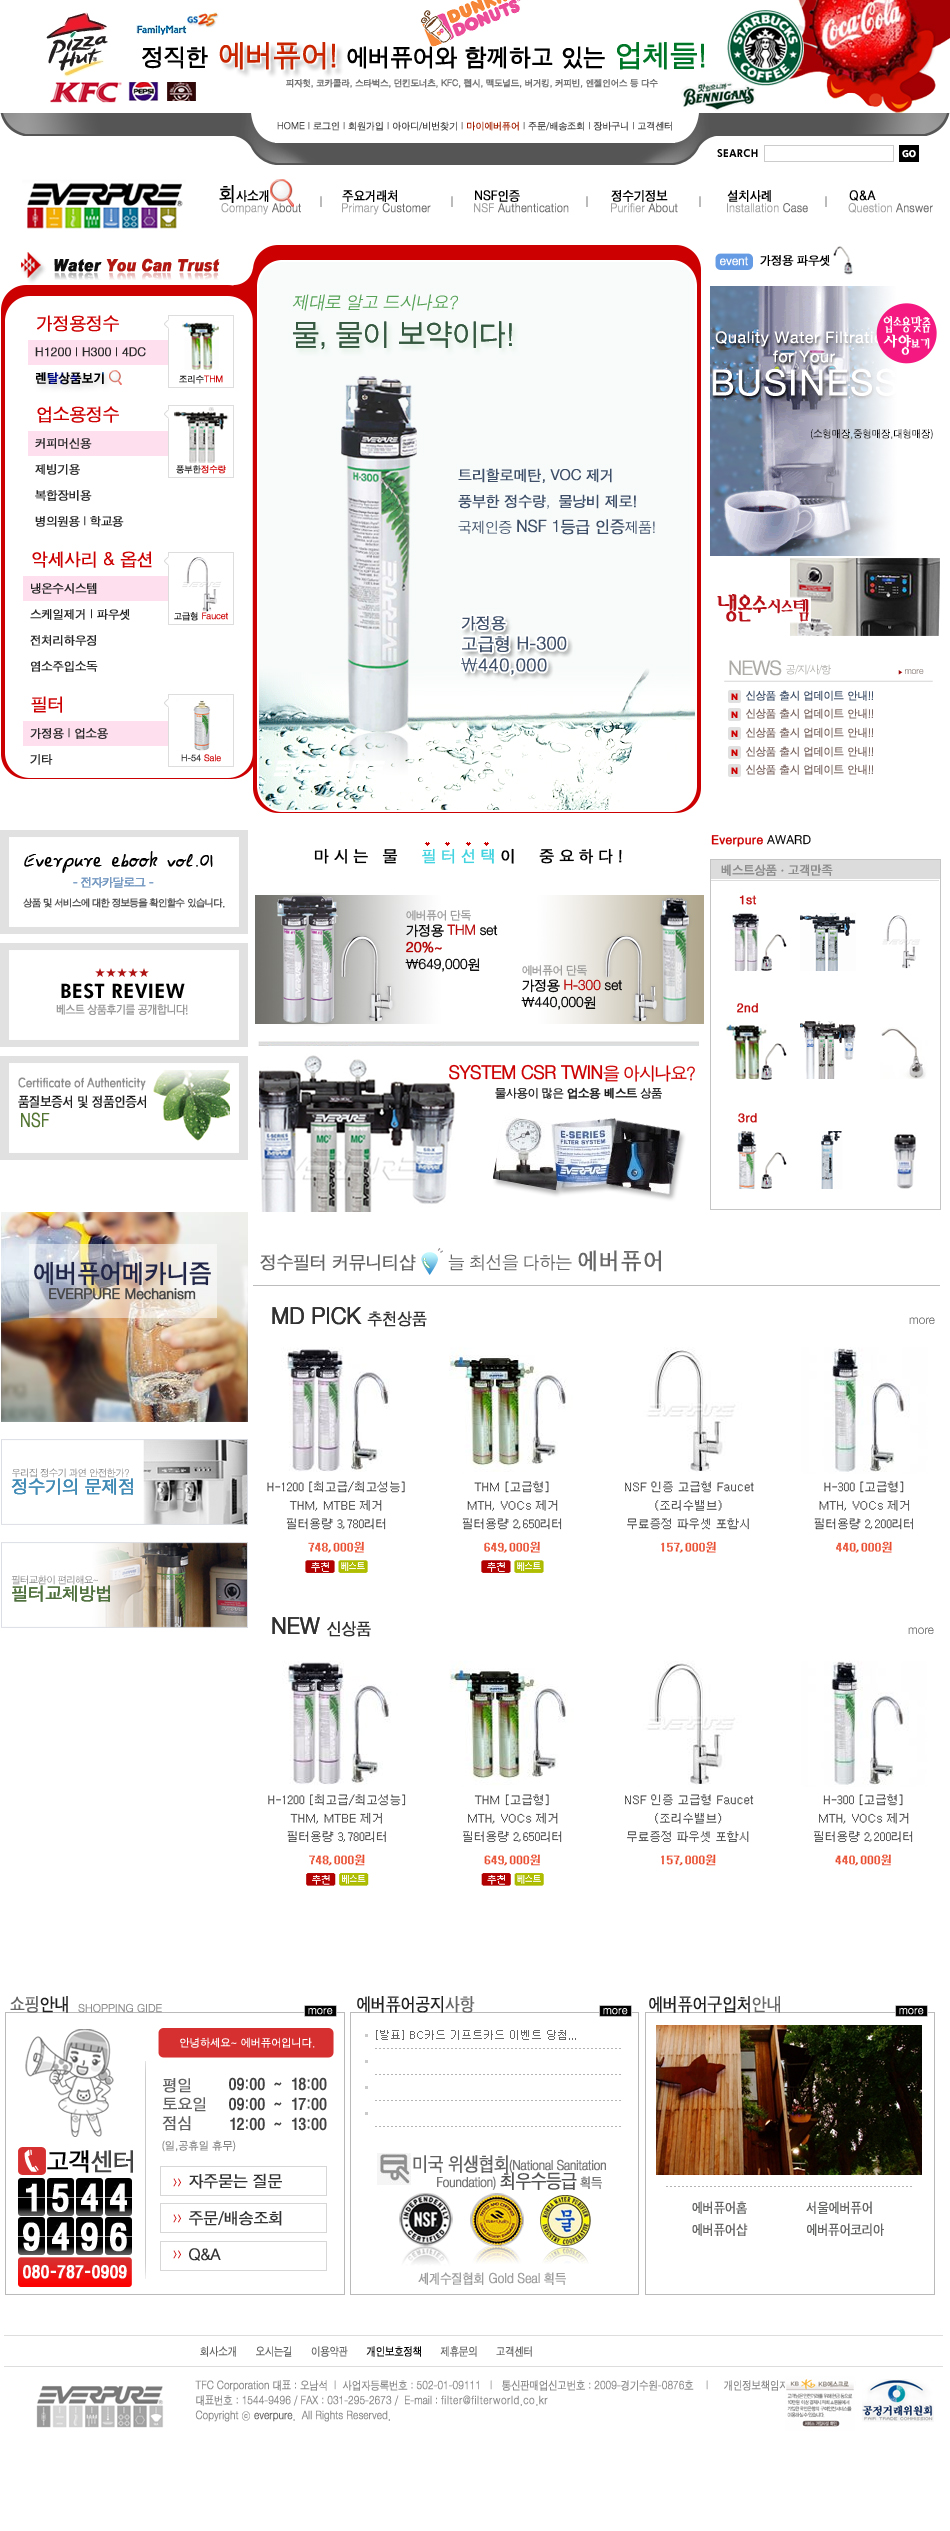 Pizza Hut
FamilyMart
GS25
DUNKIN' DONUTS
STARBUCKS COFFEE
Coca-Cola
정직한 에버퓨어! 에버퓨어와 함께하고 있는 업체들!
KFC
PEPSI
피자헛, 코카콜라, 스타벅스, 던킨도너츠, KFC, 펩시, 맥도널드, 버거킹, 커피빈, 엔젤인어스 등 다수
맛있으니까~
BENNIGAN'S
HOME | 로그인 | 회원가입 | 아아디/비번찾기 | 마이에버퓨어 | 주문/배송조회 | 장바구니 | 고객센터
SEARCH
GO
EVERPURE
회사소개
Company About
주요거래처
Primary Customer
NSF인증
NSF Authentication
정수기정보
Purifier About
설치사례
Installation Case
Q&A
Question Answer
Water You Can Trust
가정용정수
H1200 | H300 | 4DC
렌탈상품보기
조리수THM
업소용정수
커피머신용
제빙기용
복합장비용
병의원용 | 학교용
풍부한정수량
악세사리 & 옵션
냉온수시스템
스케일제거 | 파우셋
전처리하우징
염소주입소독
고급형 Faucet
필터
가정용 | 업소용
기타
H-54 Sale
제대로 알고 드시나요?
물, 물이 보약이다!
EVERPURE
H-300
트리할로메탄, VOC 제거
풍부한 정수량, 물낭비 제로!
국제인증 NSF 1등급 인증제품!
가정용
고급형 H-300
₩440,000
event 가정용 파우셋
Quality Water Filtration
for Your
BUSINESS
업소용맞춤
사양보기
(소형매장,중형매장,대형매장)
냉온수시스템
NEWS 공/지/사/항
more
N 신상품 출시 업데이트 안내!!
N 신상품 출시 업데이트 안내!!
N 신상품 출시 업데이트 안내!!
N 신상품 출시 업데이트 안내!!
N 신상품 출시 업데이트 안내!!
Everpure ebook vol.01
- 전자카달로그 -
상품 및 서비스에 대한 정보등을 확인할수 있습니다.
★★★★★
BEST REVIEW
베스트 상품후기를 공개합니다!
Certificate of Authenticity
품질보증서 및 정품인증서
NSF
마시는 물 필터선택이 중요하다!
에버퓨어 단독
가정용 THM set
20%~
₩649,000원
에버퓨어 단독
가정용 H-300 set
₩440,000원
SYSTEM CSR TWIN을 아시나요?
물사용이 많은 업소용 베스트 상품
EVERPURE
E-SERIES
FILTER SYSTEM
EVERPURE
MC² MC²
Everpure AWARD
베스트상품 · 고객만족
1st
2nd
3rd
에버퓨어메카니즘
EVERPURE Mechanism
우리집 정수기 과연 안전한가?
정수기의 문제점
필터교환이 편리해요~
필터교체방법
정수필터 커뮤니티샵 늘 최선을 다하는 에버퓨어
MD PICK 추천상품
more
H-1200 [최고급/최고성능]
THM, MTBE 제거
필터용량 3,780리터
748,000원
추천 베스트
THM [고급형]
MTH, VOCs 제거
필터용량 2,650리터
649,000원
추천 베스트
NSF 인증 고급형 Faucet
(조리수밸브)
무료증정 파우셋 포함시
157,000원
H-300 [고급형]
MTH, VOCs 제거
필터용량 2,200리터
440,000원
NEW 신상품
more
H-1200 [최고급/최고성능]
THM, MTBE 제거
필터용량 3,780리터
748,000원
추천 베스트
THM [고급형]
MTH, VOCs 제거
필터용량 2,650리터
649,000원
추천 베스트
NSF 인증 고급형 Faucet
(조리수밸브)
무료증정 파우셋 포함시
157,000원
H-300 [고급형]
MTH, VOCs 제거
필터용량 2,200리터
440,000원
쇼핑안내 SHOPPING GIDE
more
안녕하세요~ 에버퓨어입니다.
평일 09:00 ~ 18:00
토요일 09:00 ~ 17:00
점심 12:00 ~ 13:00
(일,공휴일 휴무)
고객센터
1544
9496
080-787-0909
자주묻는 질문
주문/배송조회
Q&A
에버퓨어공지사항
more
[발표] BC카드 기프트카드 이벤트 당첨...
미국 위생협회(National Sanitation
Foundation) 최우수등급 획득
INDEPENDENTLY
NSF
CERTIFIED
물
세계수질협회 Gold Seal 획득
에버퓨어구입처안내
more
에버퓨어홈
서울에버퓨어
에버퓨어샵
에버퓨어코리아
회사소개 오시는길 이용약관 개인보호정책 제휴문의 고객센터
EVERPURE
TFC Corporation 대표 : 오남석 | 사업자등록번호 : 502-01-09111 | 통신판매업신고번호 : 2009-경기수원-0876호 | 개인정보책임자
대표번호 : 1544-9496 / FAX : 031-295-2673 / E-mail : filter@filterworld.co.kr
Copyright ⓒ everpure. All Rights Reserved.
KB KB에스크로
공정거래위원회
FAIR TRADE COMMISSION